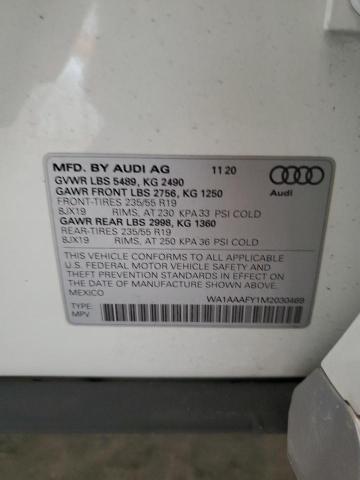 MFD. BY AUDI AG 11 20
GVWR LBS 5489, KG 2490
GAWR FRONT LBS 2756, KG 1250
FRONT-TIRES 235/55 R19
8JX19 RIMS, AT 230 KPA 33 PSI COLD
GAWR REAR LBS 2998, KG 1360
REAR-TIRES 235/55 R19
8JX19 RIMS, AT 250 KPA 36 PSI COLD
Audi
THIS VEHICLE CONFORMS TO ALL APPLICABLE
U.S. FEDERAL MOTOR VEHICLE SAFETY AND
THEFT PREVENTION STANDARDS IN EFFECT ON
THE DATE OF MANUFACTURE SHOWN ABOVE.
MEXICO
WA1AAAFY1M2030469
TYPE:
MPV